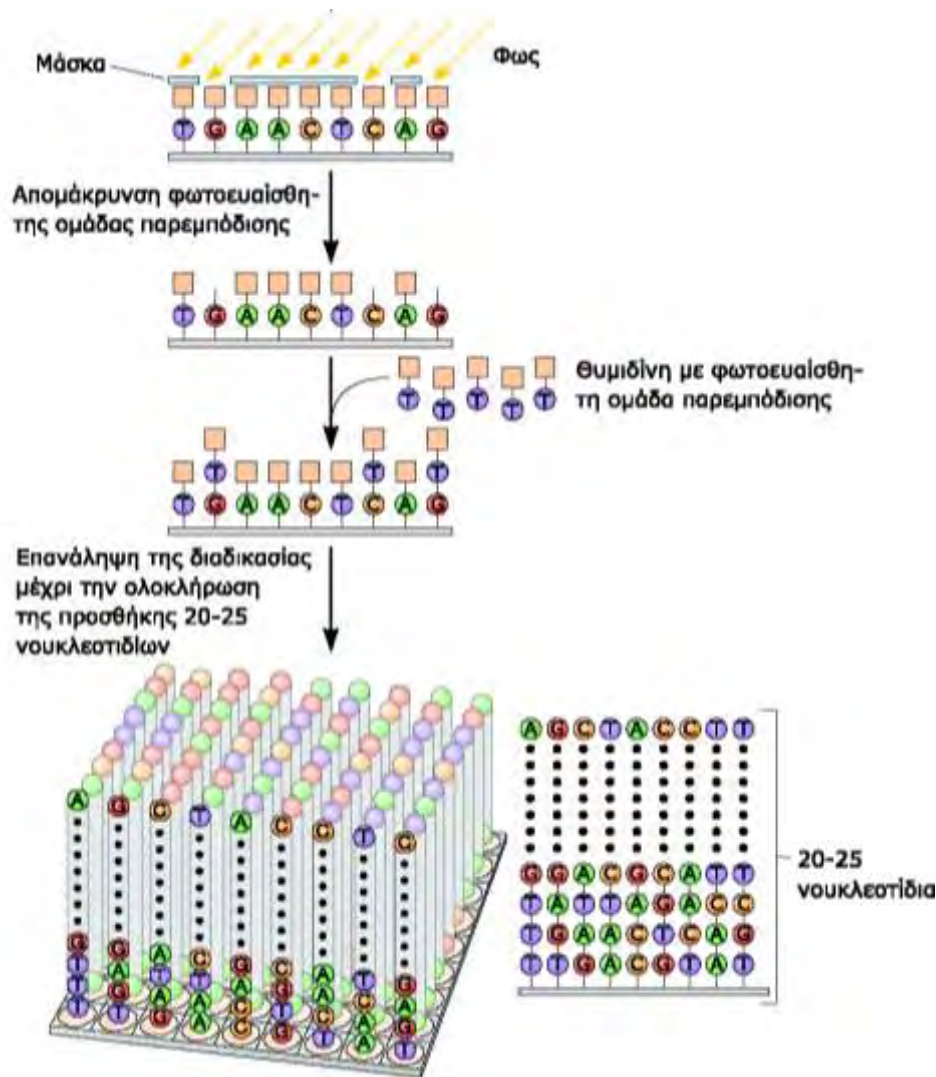 Μάσκα
Φως
T G A A C T C A G
Απομάκρυνση φωτοευαίσθη-
της ομάδας παρεμπόδισης
T G A A C T C A G
T T T T T
Θυμιδίνη με φωτοευαίσθη-
τη ομάδα παρεμπόδισης
T T T
T G A A C T C A G
Επανάληψη της διαδικασίας
μέχρι την ολοκλήρωση
της προσθήκης 20-25
νουκλεοτιδίων
A G C T A C C T C
G G A C G C A T G
T A T T A G A C A
T G A A C T C A G
T T G A C G T A T
A G C T A C C T T
G G A C G C A T T
T A T T A G A C C
T G A A C T C A G
T T G A C G T A T
20-25
νουκλεοτίδια